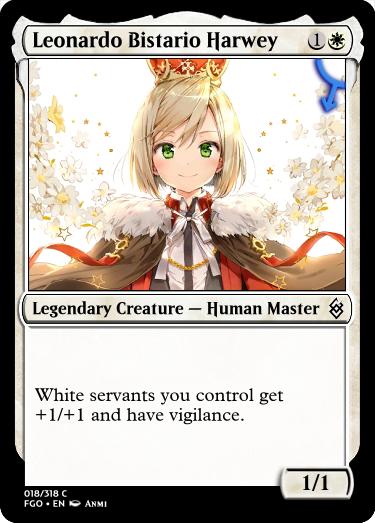 Leonardo Bistario Harwey 1
Legendary Creature — Human Master
White servants you control get
+1/+1 and have vigilance.
1/1
018/318 C
FGO • EN Anmi